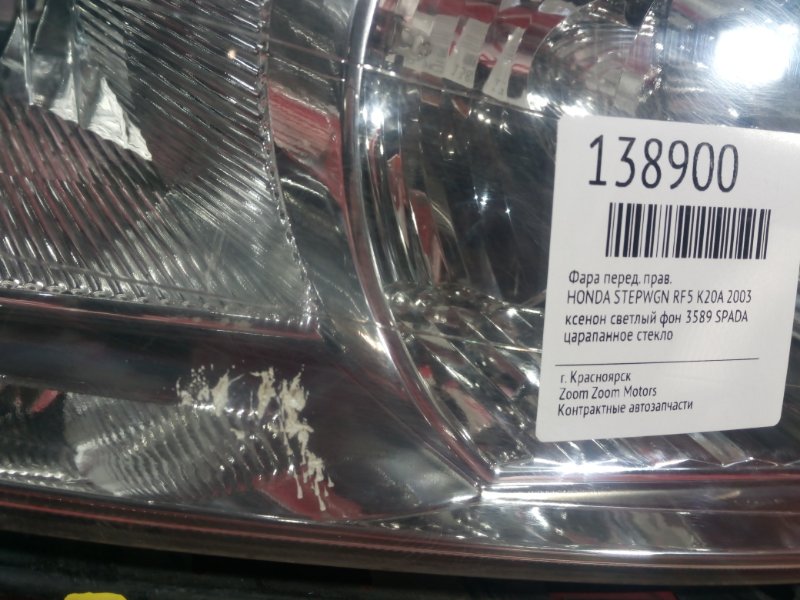 138900
Фара перед. прав.
HONDA STEPWGN RF5 K20A 2003
ксенон светлый фон 3589 SPADA
царапанное стекло
г. Красноярск
Zoom Zoom Motors
Контрактные автозапчасти